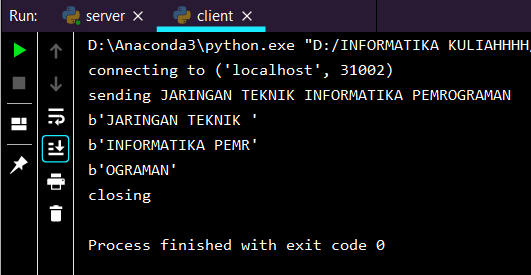 Run: server × client ×
D:\Anaconda3\python.exe "D:/INFORMATIKA KULIAHHHH,
connecting to ('localhost', 31002)
sending JARINGAN TEKNIK INFORMATIKA PEMROGRAMAN
b'JARINGAN TEKNIK '
b'INFORMATIKA PEMR'
b'OGRAMAN'
closing
Process finished with exit code 0